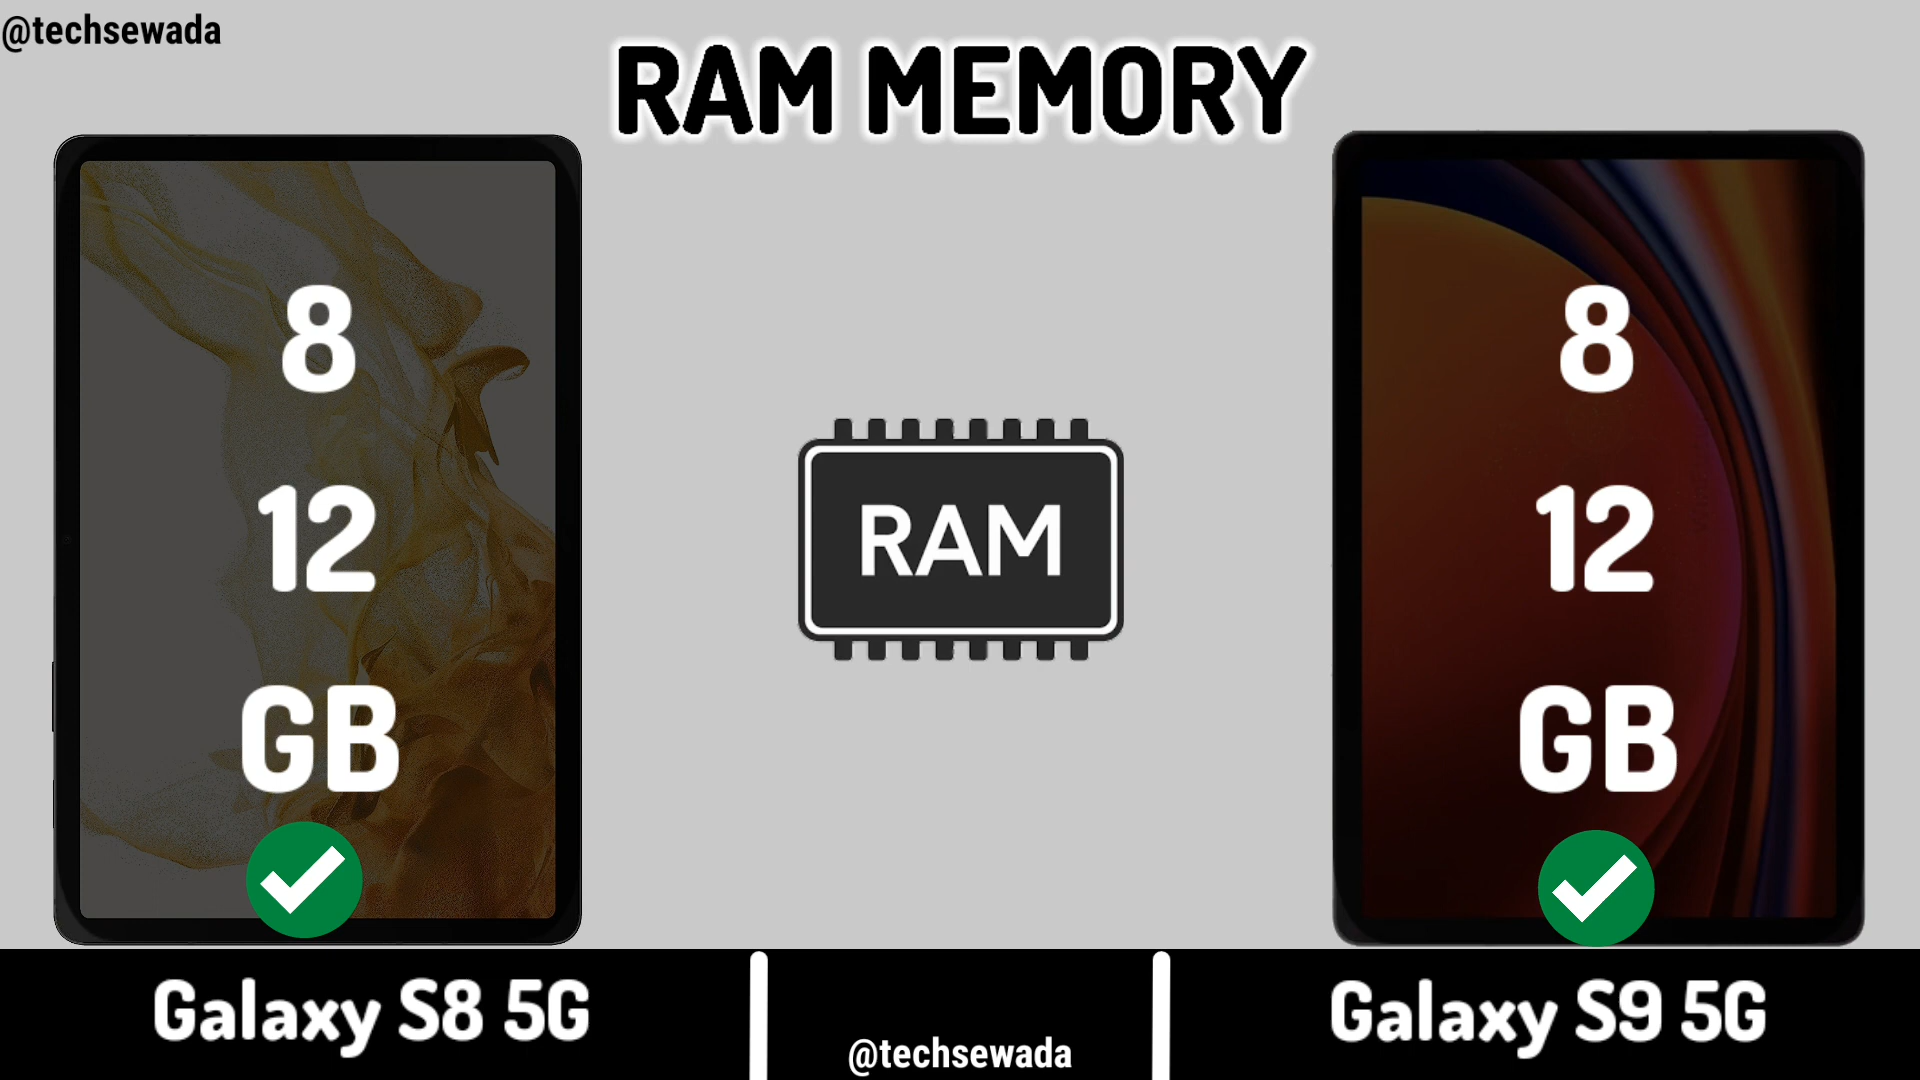 @techsewada
RAM MEMORY
8
12
GB
RAM
8
12
GB
Galaxy S8 5G
@techsewada
Galaxy S9 5G